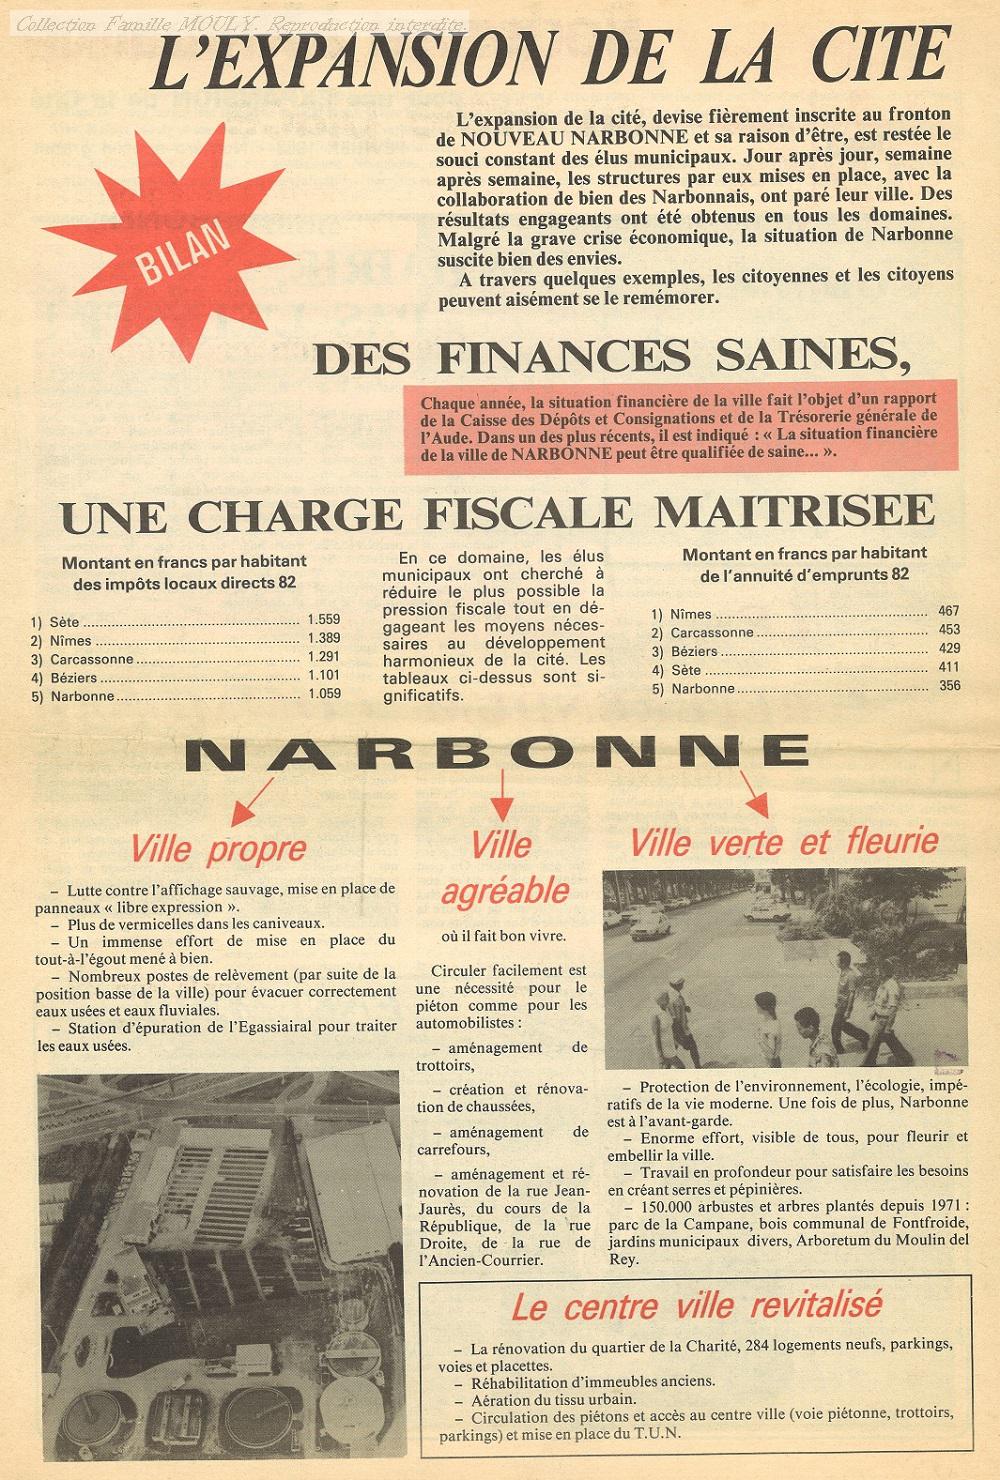 Collection Famille MOULY. Reproduction interdite.
L'EXPANSION DE LA CITE
BILAN
L'expansion de la cité, devise fièrement inscrite au fronton
de NOUVEAU NARBONNE et sa raison d'être, est restée le
souci constant des élus municipaux. Jour après jour, semaine
après semaine, les structures par eux mises en place, avec la
collaboration de bien des Narbonnais, ont paré leur ville. Des
résultats engageants ont été obtenus en tous les domaines.
Malgré la grave crise économique, la situation de Narbonne
suscite bien des envies.
A travers quelques exemples, les citoyennes et les citoyens
peuvent aisément se le remémorer.
DES FINANCES SAINES,
Chaque année, la situation financière de la ville fait l'objet d'un rapport
de la Caisse des Dépôts et Consignations et de la Trésorerie générale de
l'Aude. Dans un des plus récents, il est indiqué : « La situation financière
de la ville de NARBONNE peut être qualifiée de saine... ».
UNE CHARGE FISCALE MAITRISEE
Montant en francs par habitant
des impôts locaux directs 82
1) Sète ........ 1.559
2) Nîmes ........ 1.389
3) Carcassonne ........ 1.291
4) Béziers ........ 1.101
5) Narbonne ........ 1.059
En ce domaine, les élus
municipaux ont cherché à
réduire le plus possible la
pression fiscale tout en dé-
gageant les moyens néces-
saires au développement
harmonieux de la cité. Les
tableaux ci-dessus sont si-
gnificatifs.
Montant en francs par habitant
de l'annuité d'emprunts 82
1) Nîmes ........ 467
2) Carcassonne ........ 453
3) Béziers ........ 429
4) Sète ........ 411
5) Narbonne ........ 356
NARBONNE
Ville propre
– Lutte contre l'affichage sauvage, mise en place de
panneaux « libre expression ».
– Plus de vermicelles dans les caniveaux.
– Un immense effort de mise en place du
tout-à-l'égout mené à bien.
– Nombreux postes de relèvement (par suite de la
position basse de la ville) pour évacuer correctement
eaux usées et eaux fluviales.
– Station d'épuration de l'Egassiairal pour traiter
les eaux usées.
Ville
agréable
où il fait bon vivre.
Circuler facilement est
une nécessité pour le
piéton comme pour les
automobilistes :
– aménagement de
trottoirs,
– création et rénova-
tion de chaussées,
– aménagement de
carrefours,
– aménagement et ré-
novation de la rue Jean-
Jaurès, du cours de la
République, de la rue
Droite, de la rue de
l'Ancien-Courrier.
Ville verte et fleurie
– Protection de l'environnement, l'écologie, impé-
ratifs de la vie moderne. Une fois de plus, Narbonne
est à l'avant-garde.
– Enorme effort, visible de tous, pour fleurir et
embellir la ville.
– Travail en profondeur pour satisfaire les besoins
en créant serres et pépinières.
– 150.000 arbustes et arbres plantés depuis 1971 :
parc de la Campane, bois communal de Fontfroide,
jardins municipaux divers, Arboretum du Moulin del
Rey.
Le centre ville revitalisé
– La rénovation du quartier de la Charité, 284 logements neufs, parkings,
voies et placettes.
– Réhabilitation d'immeubles anciens.
– Aération du tissu urbain.
– Circulation des piétons et accès au centre ville (voie piétonne, trottoirs,
parkings) et mise en place du T.U.N.